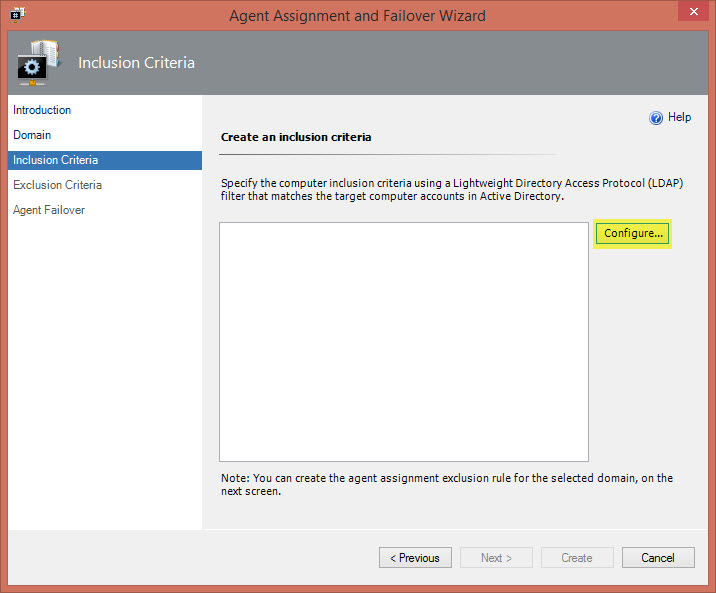 Agent Assignment and Failover Wizard
Inclusion Criteria
Introduction
Domain
Inclusion Criteria
Exclusion Criteria
Agent Failover
Help
Create an inclusion criteria
Specify the computer inclusion criteria using a Lightweight Directory Access Protocol (LDAP)
filter that matches the target computer accounts in Active Directory.
Configure...
Note: You can create the agent assignment exclusion rule for the selected domain, on the
next screen.
< Previous
Next >
Create
Cancel